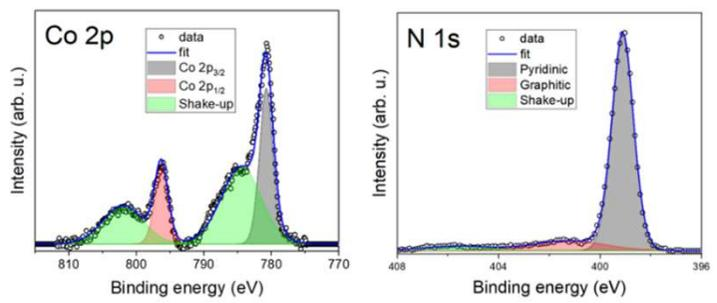 Co 2p
data
fit
Co 2p3/2
Co 2p1/2
Shake-up
Intensity (arb. u.)
810 800 790 780 770
Binding energy (eV)
N 1s
data
fit
Pyridinic
Graphitic
Shake-up
Intensity (arb. u.)
408 404 400 396
Binding energy (eV)